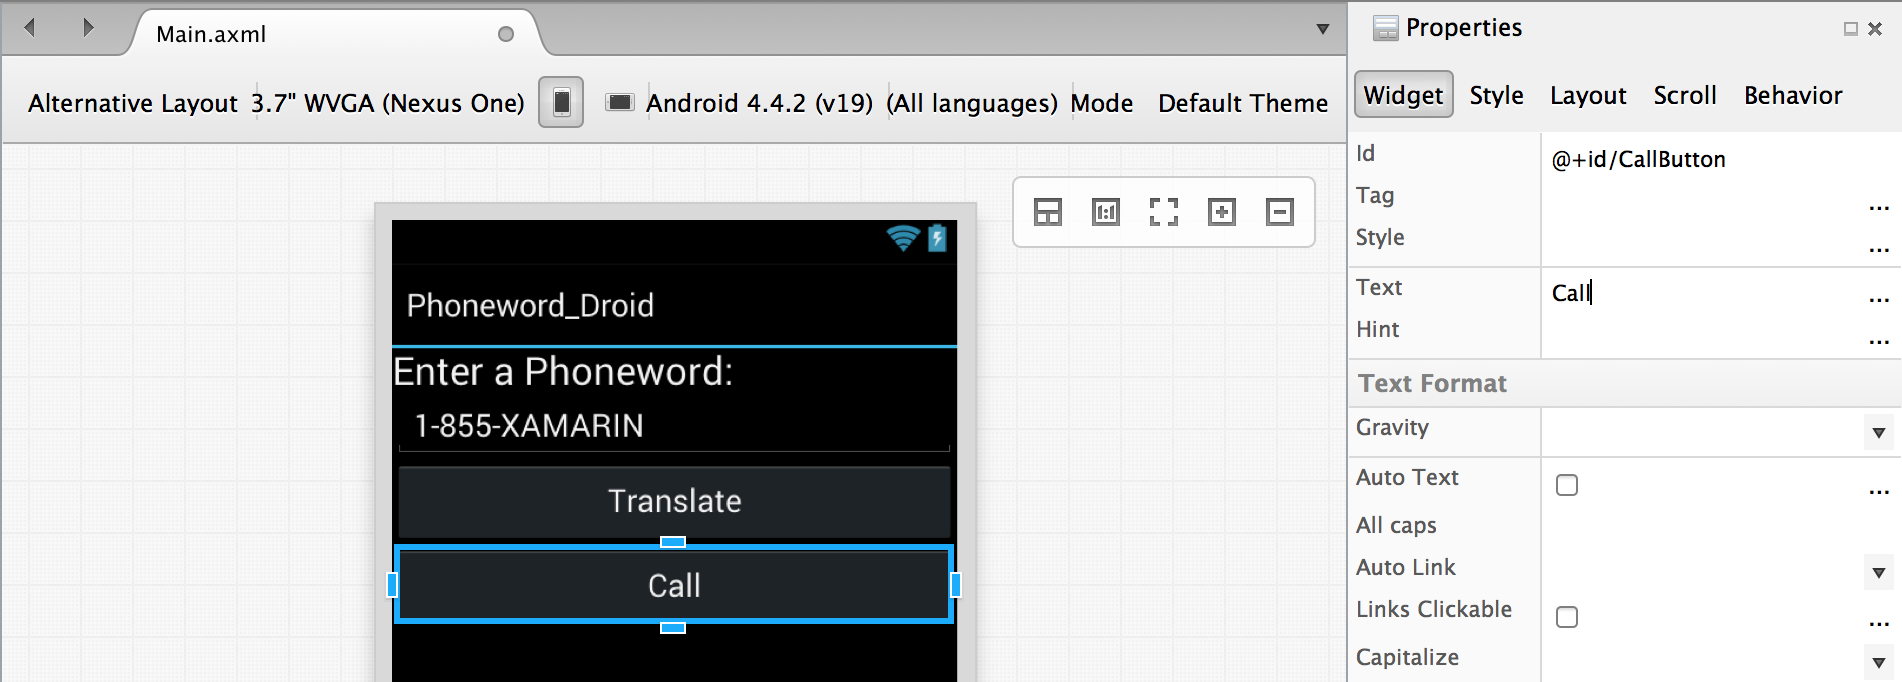 Main.axml
Alternative Layout 3.7" WVGA (Nexus One) Android 4.4.2 (v19) (All languages) Mode Default Theme
1:1
Phoneword_Droid
Enter a Phoneword:
1-855-XAMARIN
Translate
Call
Properties
Widget Style Layout Scroll Behavior
Id @+id/CallButton
Tag ...
Style ...
Text Call ...
Hint ...
Text Format
Gravity
Auto Text ...
All caps
Auto Link
Links Clickable ...
Capitalize